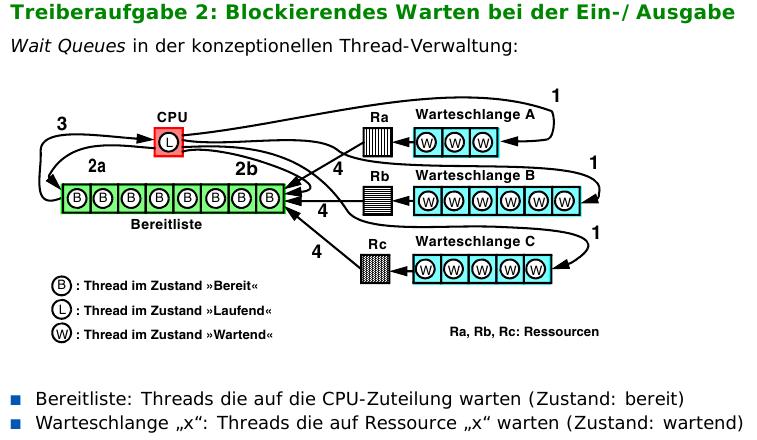 Treiberaufgabe 2: Blockierendes Warten bei der Ein-/ Ausgabe
Wait Queues in der konzeptionellen Thread-Verwaltung:
1
3
CPU
Ra
Warteschlange A
L
W W W
2a
2b
4
1
Rb
Warteschlange B
B B B B B B B B
W W W W W W
4
Bereitliste
1
4
Rc
Warteschlange C
W W W W W
B : Thread im Zustand »Bereit«
L : Thread im Zustand »Laufend«
W : Thread im Zustand »Wartend«
Ra, Rb, Rc: Ressourcen
Bereitliste: Threads die auf die CPU-Zuteilung warten (Zustand: bereit)
Warteschlange „x“: Threads die auf Ressource „x“ warten (Zustand: wartend)